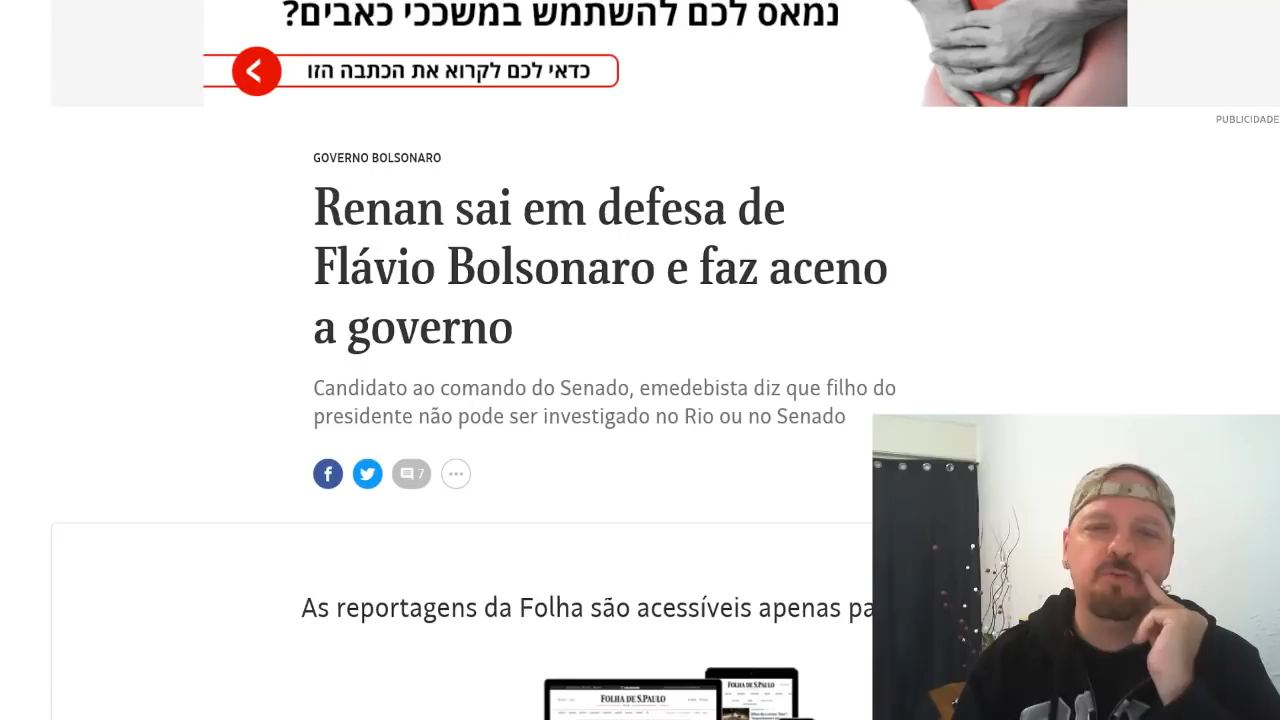 נמאס לכם להשתמש במשככי כאבים?
כדאי לכם לקרוא את הכתבה הזו
PUBLICIDADE
GOVERNO BOLSONARO
Renan sai em defesa de
Flávio Bolsonaro e faz aceno
a governo
Candidato ao comando do Senado, emedebista diz que filho do
presidente não pode ser investigado no Rio ou no Senado
7
As reportagens da Folha são acessíveis apenas pa
FOLHA DE S.PAULO
FOLHA DE S.PAULO